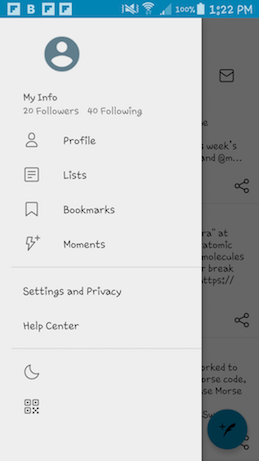 B
100%
1:22 PM
My Info
20 Followers 40 Following
Profile
Lists
Bookmarks
Moments
Settings and Privacy
Help Center
week's
and @m...
at
atomic
molecules
r break
https://
orked to
orse code,
se Morse